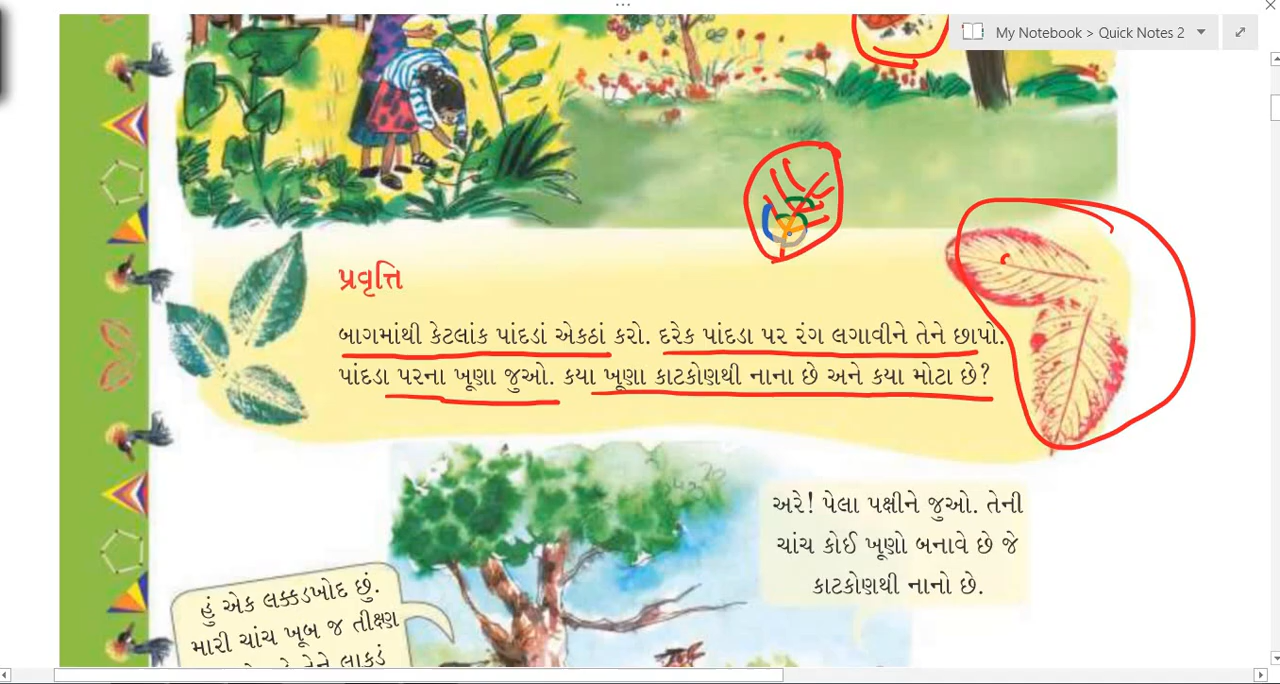 My Notebook > Quick Notes 2
પ્રવૃત્તિ
બાગમાંથી કેટલાંક પાંદડાં એકઠાં કરો. દરેક પાંદડા પર રંગ લગાવીને તેને છાપો.
પાંદડા પરના ખૂણા જુઓ. કયા ખૂણા કાટકોણથી નાના છે અને કયા મોટા છે?
અરે! પેલા પક્ષીને જુઓ. તેની
ચાંચ કોઈ ખૂણો બનાવે છે જે
કાટકોણથી નાનો છે.
હું એક લક્કડખોદ છું.
મારી ચાંચ ખૂબ જ તીક્ષ્ણ
લાકડં